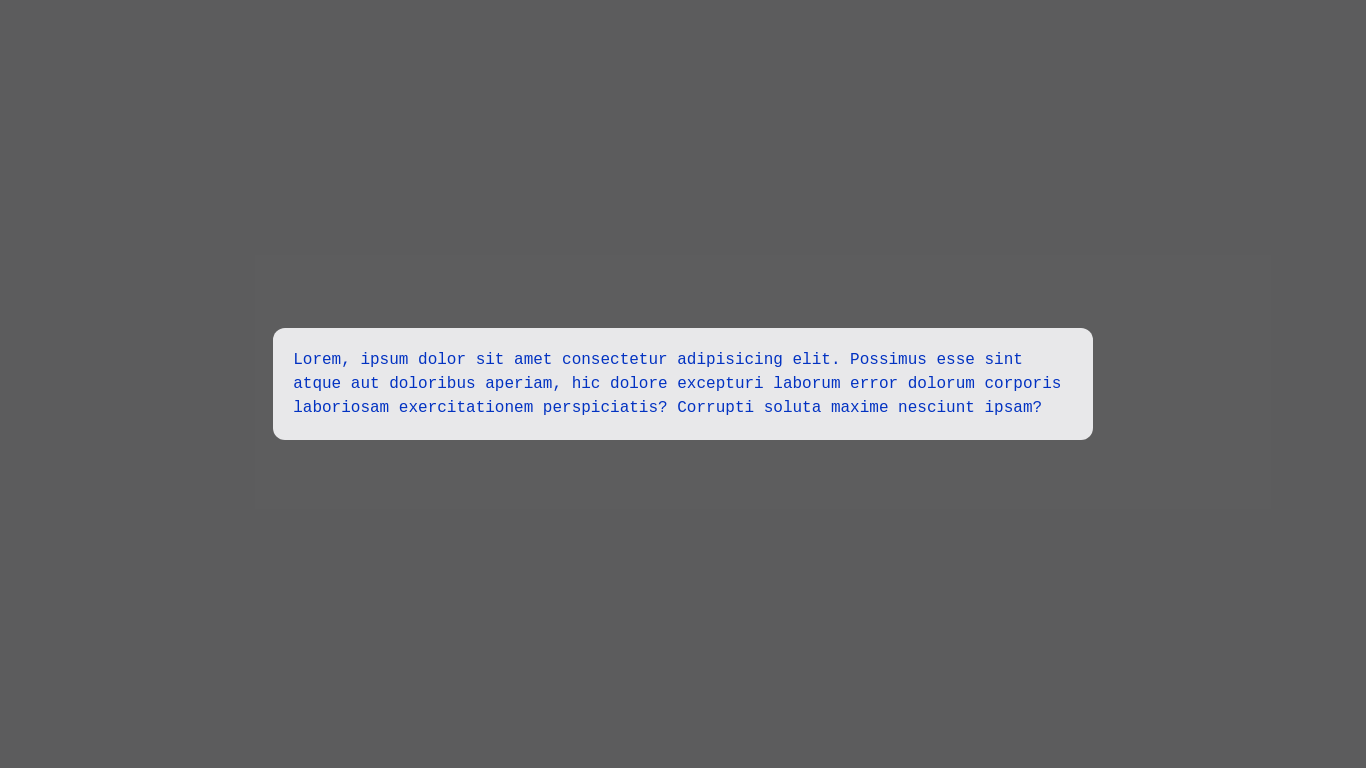 Lorem, ipsum dolor sit amet consectetur adipisicing elit. Possimus esse sint
atque aut doloribus aperiam, hic dolore excepturi laborum error dolorum corporis
laboriosam exercitationem perspiciatis? Corrupti soluta maxime nesciunt ipsam?